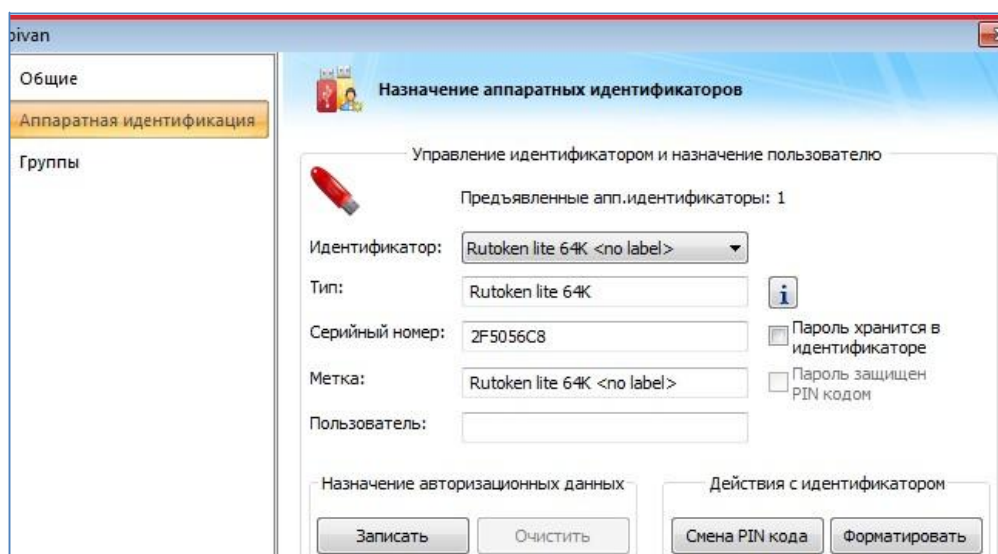 pivan
Общие
Аппаратная идентификация
Группы
Назначение аппаратных идентификаторов
Управление идентификатором и назначение пользователю
Предъявленные апп.идентификаторы: 1
Идентификатор: Rutoken lite 64K <no label>
Тип: Rutoken lite 64K
Серийный номер: 2F5056C8
Пароль хранится в
идентификаторе
Метка: Rutoken lite 64K <no label>
Пароль защищен
PIN кодом
Пользователь:
Назначение авторизационных данных
Действия с идентификатором
Записать
Очистить
Смена PIN кода
Форматировать